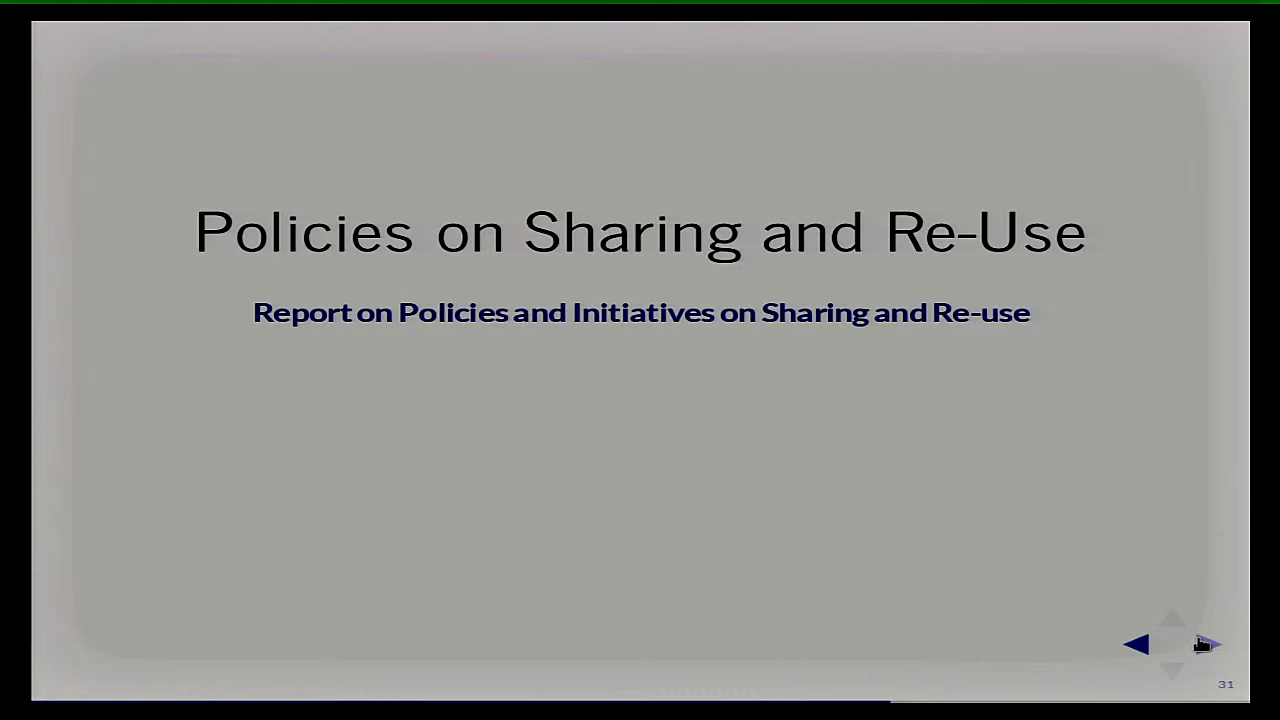 Policies on Sharing and Re-Use
Report on Policies and Initiatives on Sharing and Re-use
31